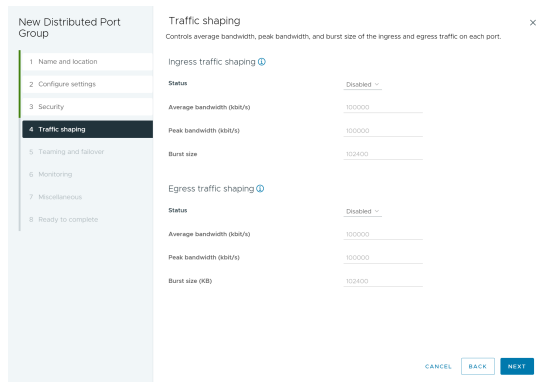 New Distributed Port
Group
1 Name and location
2 Configure settings
3 Security
4 Traffic shaping
5 Teaming and failover
6 Monitoring
7 Miscellaneous
8 Ready to complete
Traffic shaping
Controls average bandwidth, peak bandwidth, and burst size of the ingress and egress traffic on each port.
Ingress traffic shaping
Status Disabled
Average bandwidth (kbit/s) 100000
Peak bandwidth (kbit/s) 100000
Burst size 102400
Egress traffic shaping
Status Disabled
Average bandwidth (kbit/s) 100000
Peak bandwidth (kbit/s) 100000
Burst size (KB) 102400
CANCEL BACK NEXT